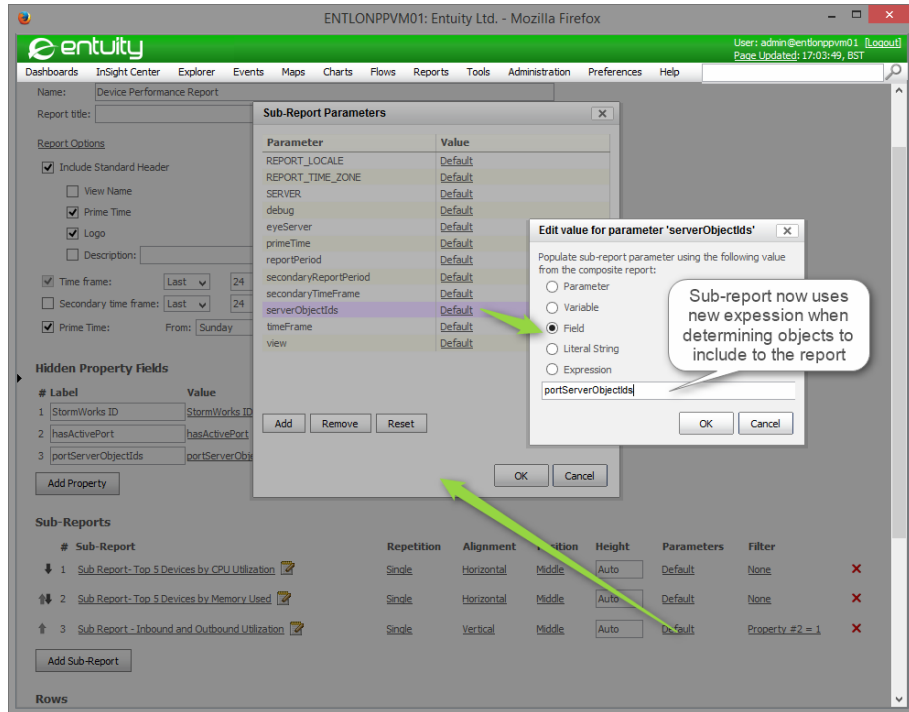 ENTLONPPVM01: Entuity Ltd. - Mozilla Firefox
entuity
User: admin@entlonppvm01 [Logout]
Page Updated: 17:03:49, BST
Dashboards InSight Center Explorer Events Maps Charts Flows Reports Tools Administration Preferences Help
Name: Device Performance Report
Report title:
Report Options
Include Standard Header
View Name
Prime Time
Logo
Description:
Time frame: Last 24
Secondary time frame: Last 24
Prime Time: From: Sunday
Hidden Property Fields
# Label Value
1 StormWorks ID StormWorks ID
2 hasActivePort hasActivePort
3 portServerObjectIds portServerObje
Add Property
Sub-Report Parameters
Parameter Value
REPORT_LOCALE Default
REPORT_TIME_ZONE Default
SERVER Default
debug Default
eyeServer Default
primeTime Default
reportPeriod Default
secondaryReportPeriod Default
secondaryTimeFrame Default
serverObjectIds Default
timeFrame Default
view Default
Add Remove Reset
OK Cancel
Edit value for parameter 'serverObjectIds'
Populate sub-report parameter using the following value
from the composite report:
Parameter
Variable
Field
Literal String
Expression
portServerObjectIds
OK Cancel
Sub-report now uses
new expession when
determining objects to
include to the report
Sub-Reports
# Sub-Report Repetition Alignment Position Height Parameters Filter
1 Sub Report- Top 5 Devices by CPU Utilization Single Horizontal Middle Auto Default None
2 Sub Report- Top 5 Devices by Memory Used Single Horizontal Middle Auto Default None
3 Sub Report - Inbound and Outbound Utilization Single Vertical Middle Auto Default Property #2 = 1
Add Sub-Report
Rows